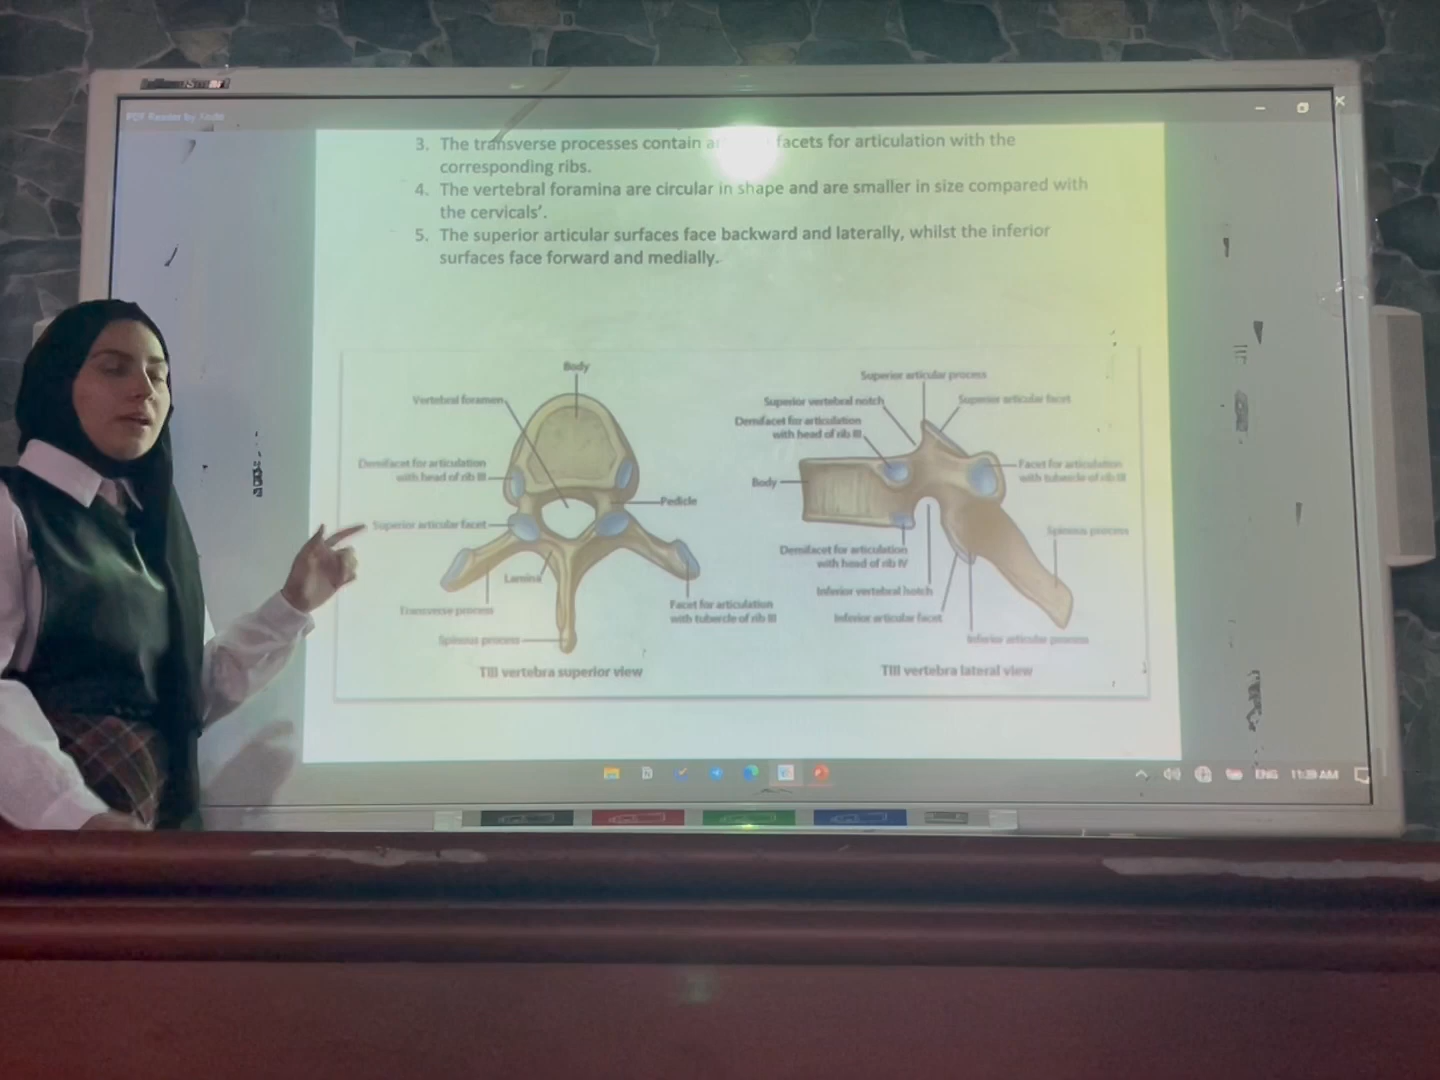 PDF Reader by Xodo
3. The transverse processes contain facets for articulation with the
corresponding ribs.
4. The vertebral foramina are circular in shape and are smaller in size compared with
the cervicals'.
5. The superior articular surfaces face backward and laterally, whilst the inferior
surfaces face forward and medially.
Body
Vertebral foramen
Demifacet for articulation
with head of rib III
Superior articular facet
Pedicle
Lamina
Transverse process
Spinous process
Facet for articulation
with tubercle of rib III
TIII vertebra superior view
Superior articular process
Superior vertebral notch
Superior articular facet
Demifacet for articulation
with head of rib III
Body
Facet for articulation
with tubercle of rib III
Spinous process
Demifacet for articulation
with head of rib IV
Inferior vertebral notch
Inferior articular facet
Inferior articular process
TIII vertebra lateral view
ENG 11:39 AM